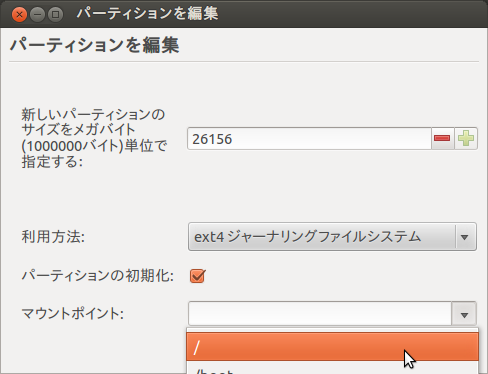 パーティションを編集
パーティションを編集
新しいパーティションの
サイズをメガバイト
(1000000バイト)単位で
指定する:
26156
利用方法:
ext4 ジャーナリングファイルシステム
パーティションの初期化:
マウントポイント:
/